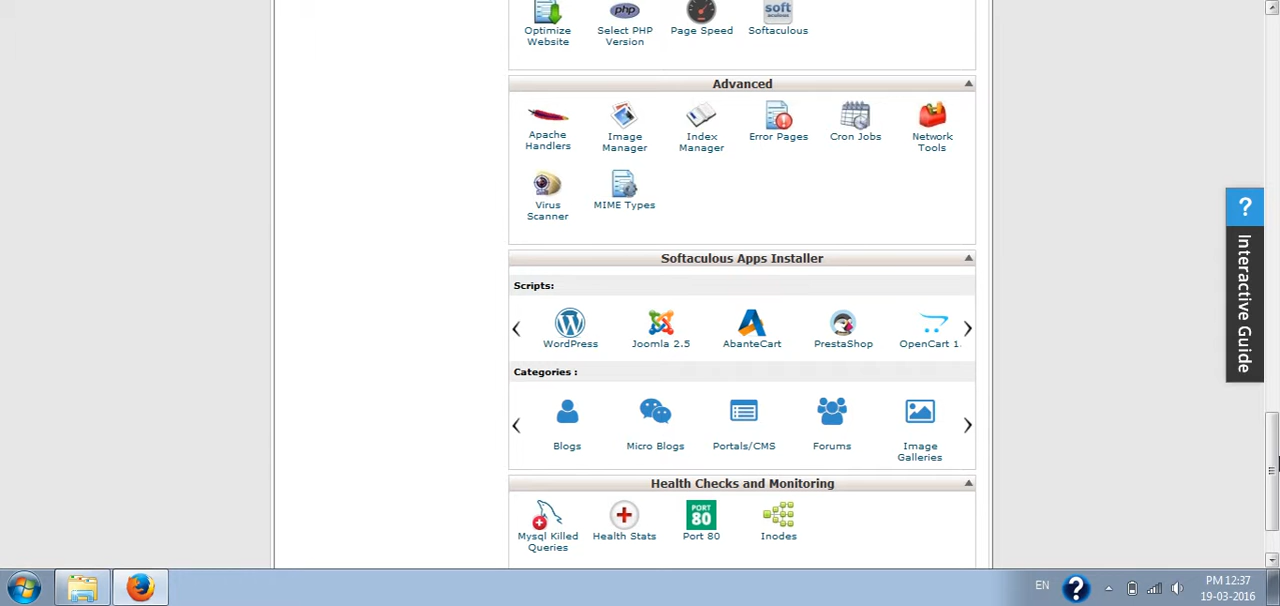 Optimize
Website
php
Select PHP
Version
Page Speed
soft
aculous
Softaculous
Advanced
Apache
Handlers
Image
Manager
Index
Manager
Error Pages
Cron Jobs
Network
Tools
Virus
Scanner
MIME Types
Softaculous Apps Installer
Scripts:
WordPress
Joomla 2.5
AbanteCart
PrestaShop
OpenCart 1.
Categories :
Blogs
Micro Blogs
Portals/CMS
Forums
Image
Galleries
Health Checks and Monitoring
PORT
80
Mysql Killed
Queries
Health Stats
Port 80
Inodes
?
Interactive Guide
EN
?
PM 12:37
19-03-2016